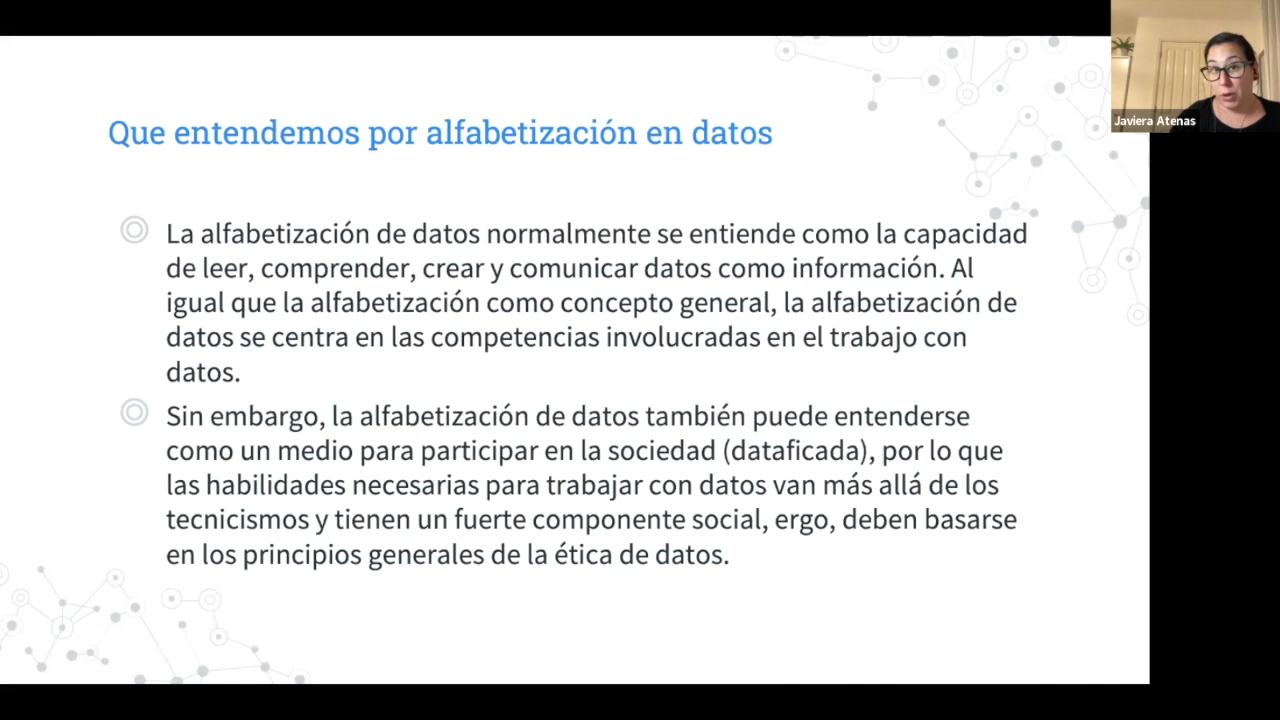 Que entendemos por alfabetización en datos
La alfabetización de datos normalmente se entiende como la capacidad
de leer, comprender, crear y comunicar datos como información. Al
igual que la alfabetización como concepto general, la alfabetización de
datos se centra en las competencias involucradas en el trabajo con
datos.
Sin embargo, la alfabetización de datos también puede entenderse
como un medio para participar en la sociedad (dataficada), por lo que
las habilidades necesarias para trabajar con datos van más allá de los
tecnicismos y tienen un fuerte componente social, ergo, deben basarse
en los principios generales de la ética de datos.
Javiera Atenas